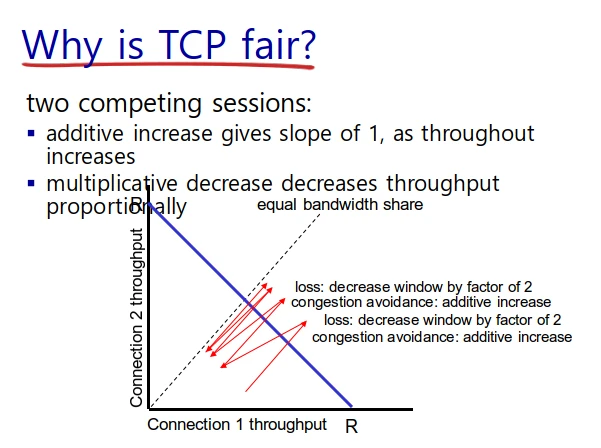 Why is TCP fair?
two competing sessions:
▪ additive increase gives slope of 1, as throughout
increases
▪ multiplicative decrease decreases throughput
proportionally
R
equal bandwidth share
Connection 2 throughput
loss: decrease window by factor of 2
congestion avoidance: additive increase
loss: decrease window by factor of 2
congestion avoidance: additive increase
Connection 1 throughput
R